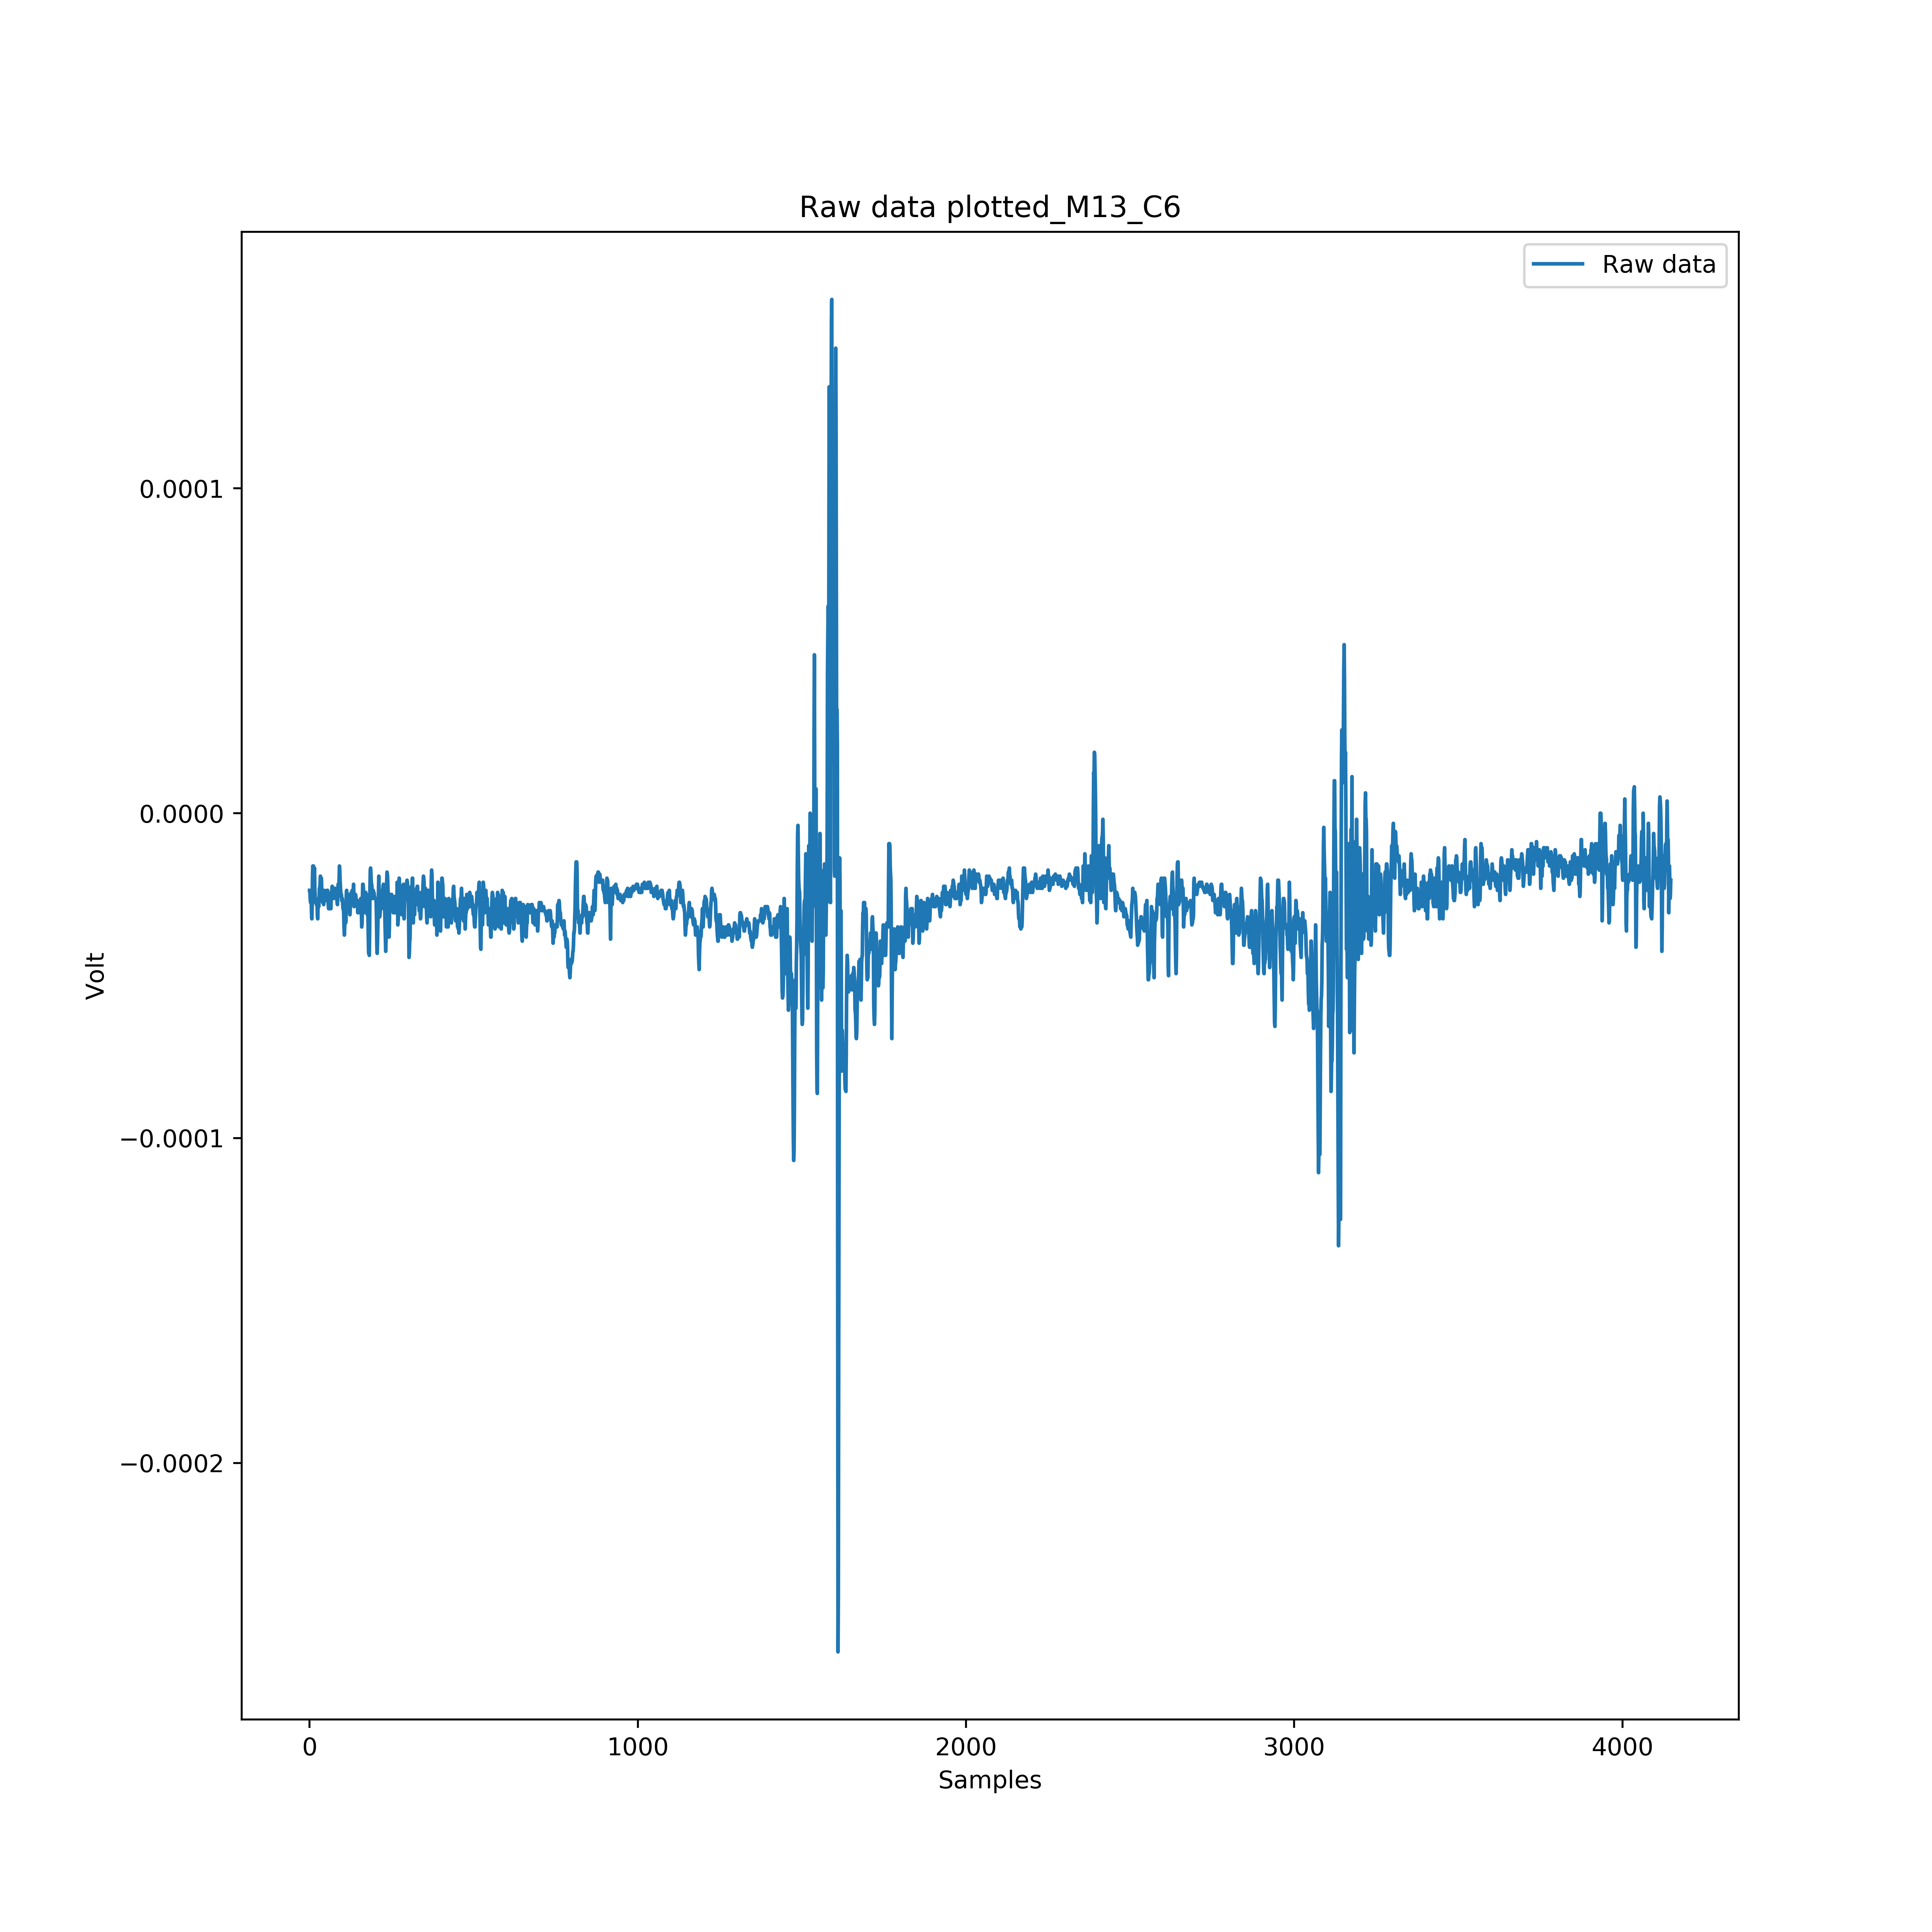 Raw data plotted_M13_C6
Raw data
0.0001
0.0000
−0.0001
−0.0002
Volt
0 1000 2000 3000 4000
Samples